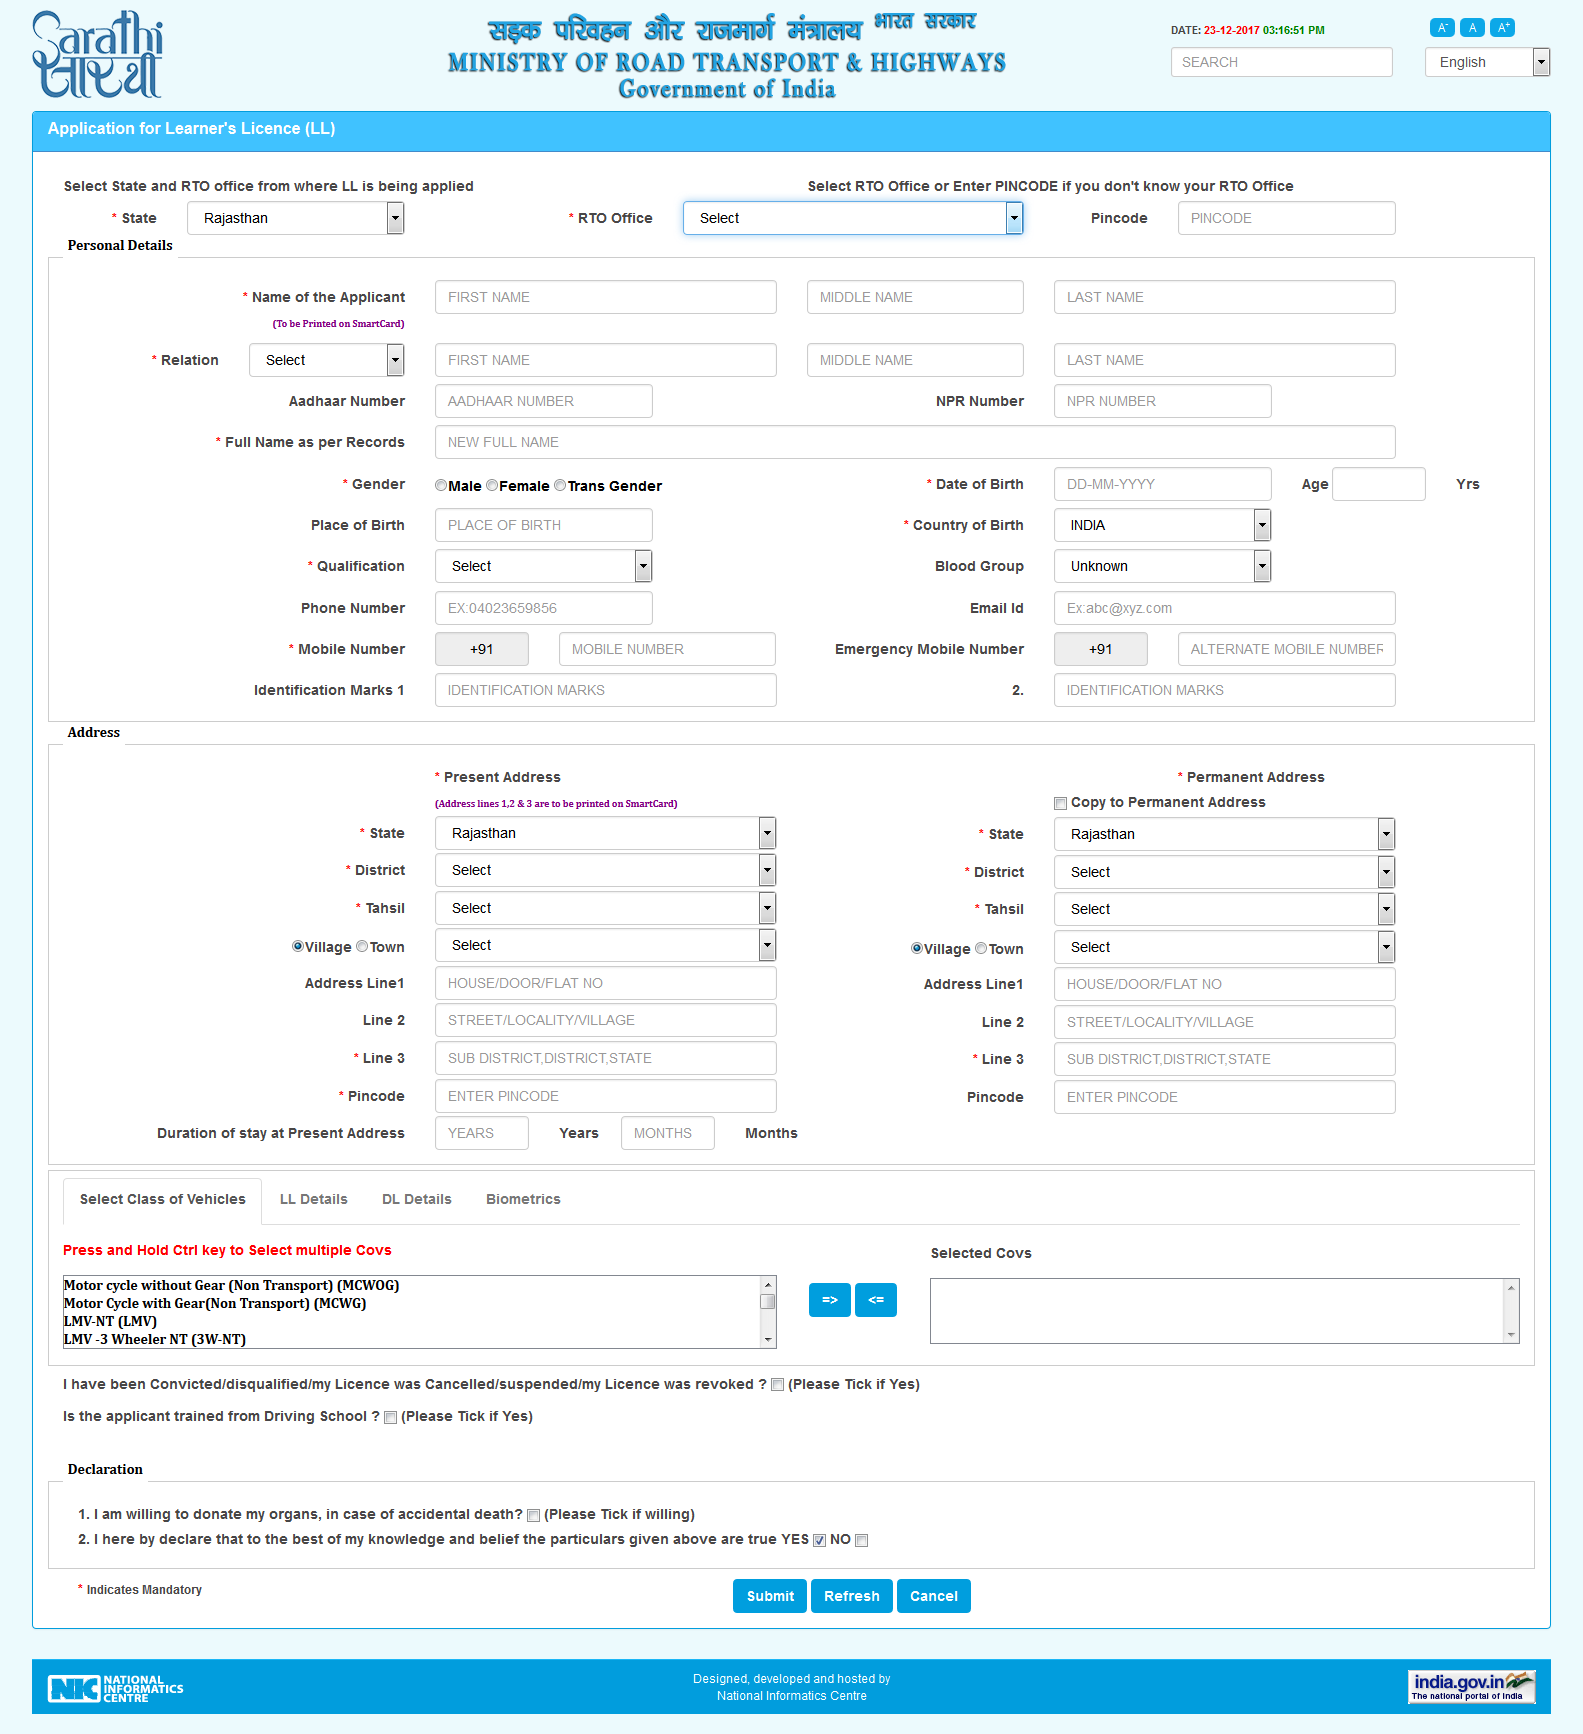 Sarathi
सारथी
सड़क परिवहन और राजमार्ग मंत्रालय भारत सरकार
MINISTRY OF ROAD TRANSPORT & HIGHWAYS
Government of India
DATE: 23-12-2017 03:16:51 PM
A- A A+
SEARCH
English
Application for Learner's Licence (LL)
Select State and RTO office from where LL is being applied
Select RTO Office or Enter PINCODE if you don't know your RTO Office
* State Rajasthan * RTO Office Select Pincode PINCODE
Personal Details
* Name of the Applicant FIRST NAME MIDDLE NAME LAST NAME
(To be Printed on SmartCard)
* Relation Select FIRST NAME MIDDLE NAME LAST NAME
Aadhaar Number AADHAAR NUMBER NPR Number NPR NUMBER
* Full Name as per Records NEW FULL NAME
* Gender Male Female Trans Gender * Date of Birth DD-MM-YYYY Age Yrs
Place of Birth PLACE OF BIRTH * Country of Birth INDIA
* Qualification Select Blood Group Unknown
Phone Number EX:04023659856 Email Id Ex:abc@xyz.com
* Mobile Number +91 MOBILE NUMBER Emergency Mobile Number +91 ALTERNATE MOBILE NUMBER
Identification Marks 1 IDENTIFICATION MARKS 2. IDENTIFICATION MARKS
Address
* Present Address * Permanent Address
(Address lines 1,2 & 3 are to be printed on SmartCard) Copy to Permanent Address
* State Rajasthan * State Rajasthan
* District Select * District Select
* Tahsil Select * Tahsil Select
Village Town Select Village Town Select
Address Line1 HOUSE/DOOR/FLAT NO Address Line1 HOUSE/DOOR/FLAT NO
Line 2 STREET/LOCALITY/VILLAGE Line 2 STREET/LOCALITY/VILLAGE
* Line 3 SUB DISTRICT,DISTRICT,STATE * Line 3 SUB DISTRICT,DISTRICT,STATE
* Pincode ENTER PINCODE Pincode ENTER PINCODE
Duration of stay at Present Address YEARS Years MONTHS Months
Select Class of Vehicles LL Details DL Details Biometrics
Press and Hold Ctrl key to Select multiple Covs
Selected Covs
Motor cycle without Gear (Non Transport) (MCWOG)
Motor Cycle with Gear(Non Transport) (MCWG)
LMV-NT (LMV)
LMV -3 Wheeler NT (3W-NT)
=> <=
I have been Convicted/disqualified/my Licence was Cancelled/suspended/my Licence was revoked ? (Please Tick if Yes)
Is the applicant trained from Driving School ? (Please Tick if Yes)
Declaration
1. I am willing to donate my organs, in case of accidental death? (Please Tick if willing)
2. I here by declare that to the best of my knowledge and belief the particulars given above are true YES NO
* Indicates Mandatory
Submit Refresh Cancel
NIC NATIONAL
INFORMATICS
CENTRE
Designed, developed and hosted by
National Informatics Centre
india.gov.in
The national portal of India